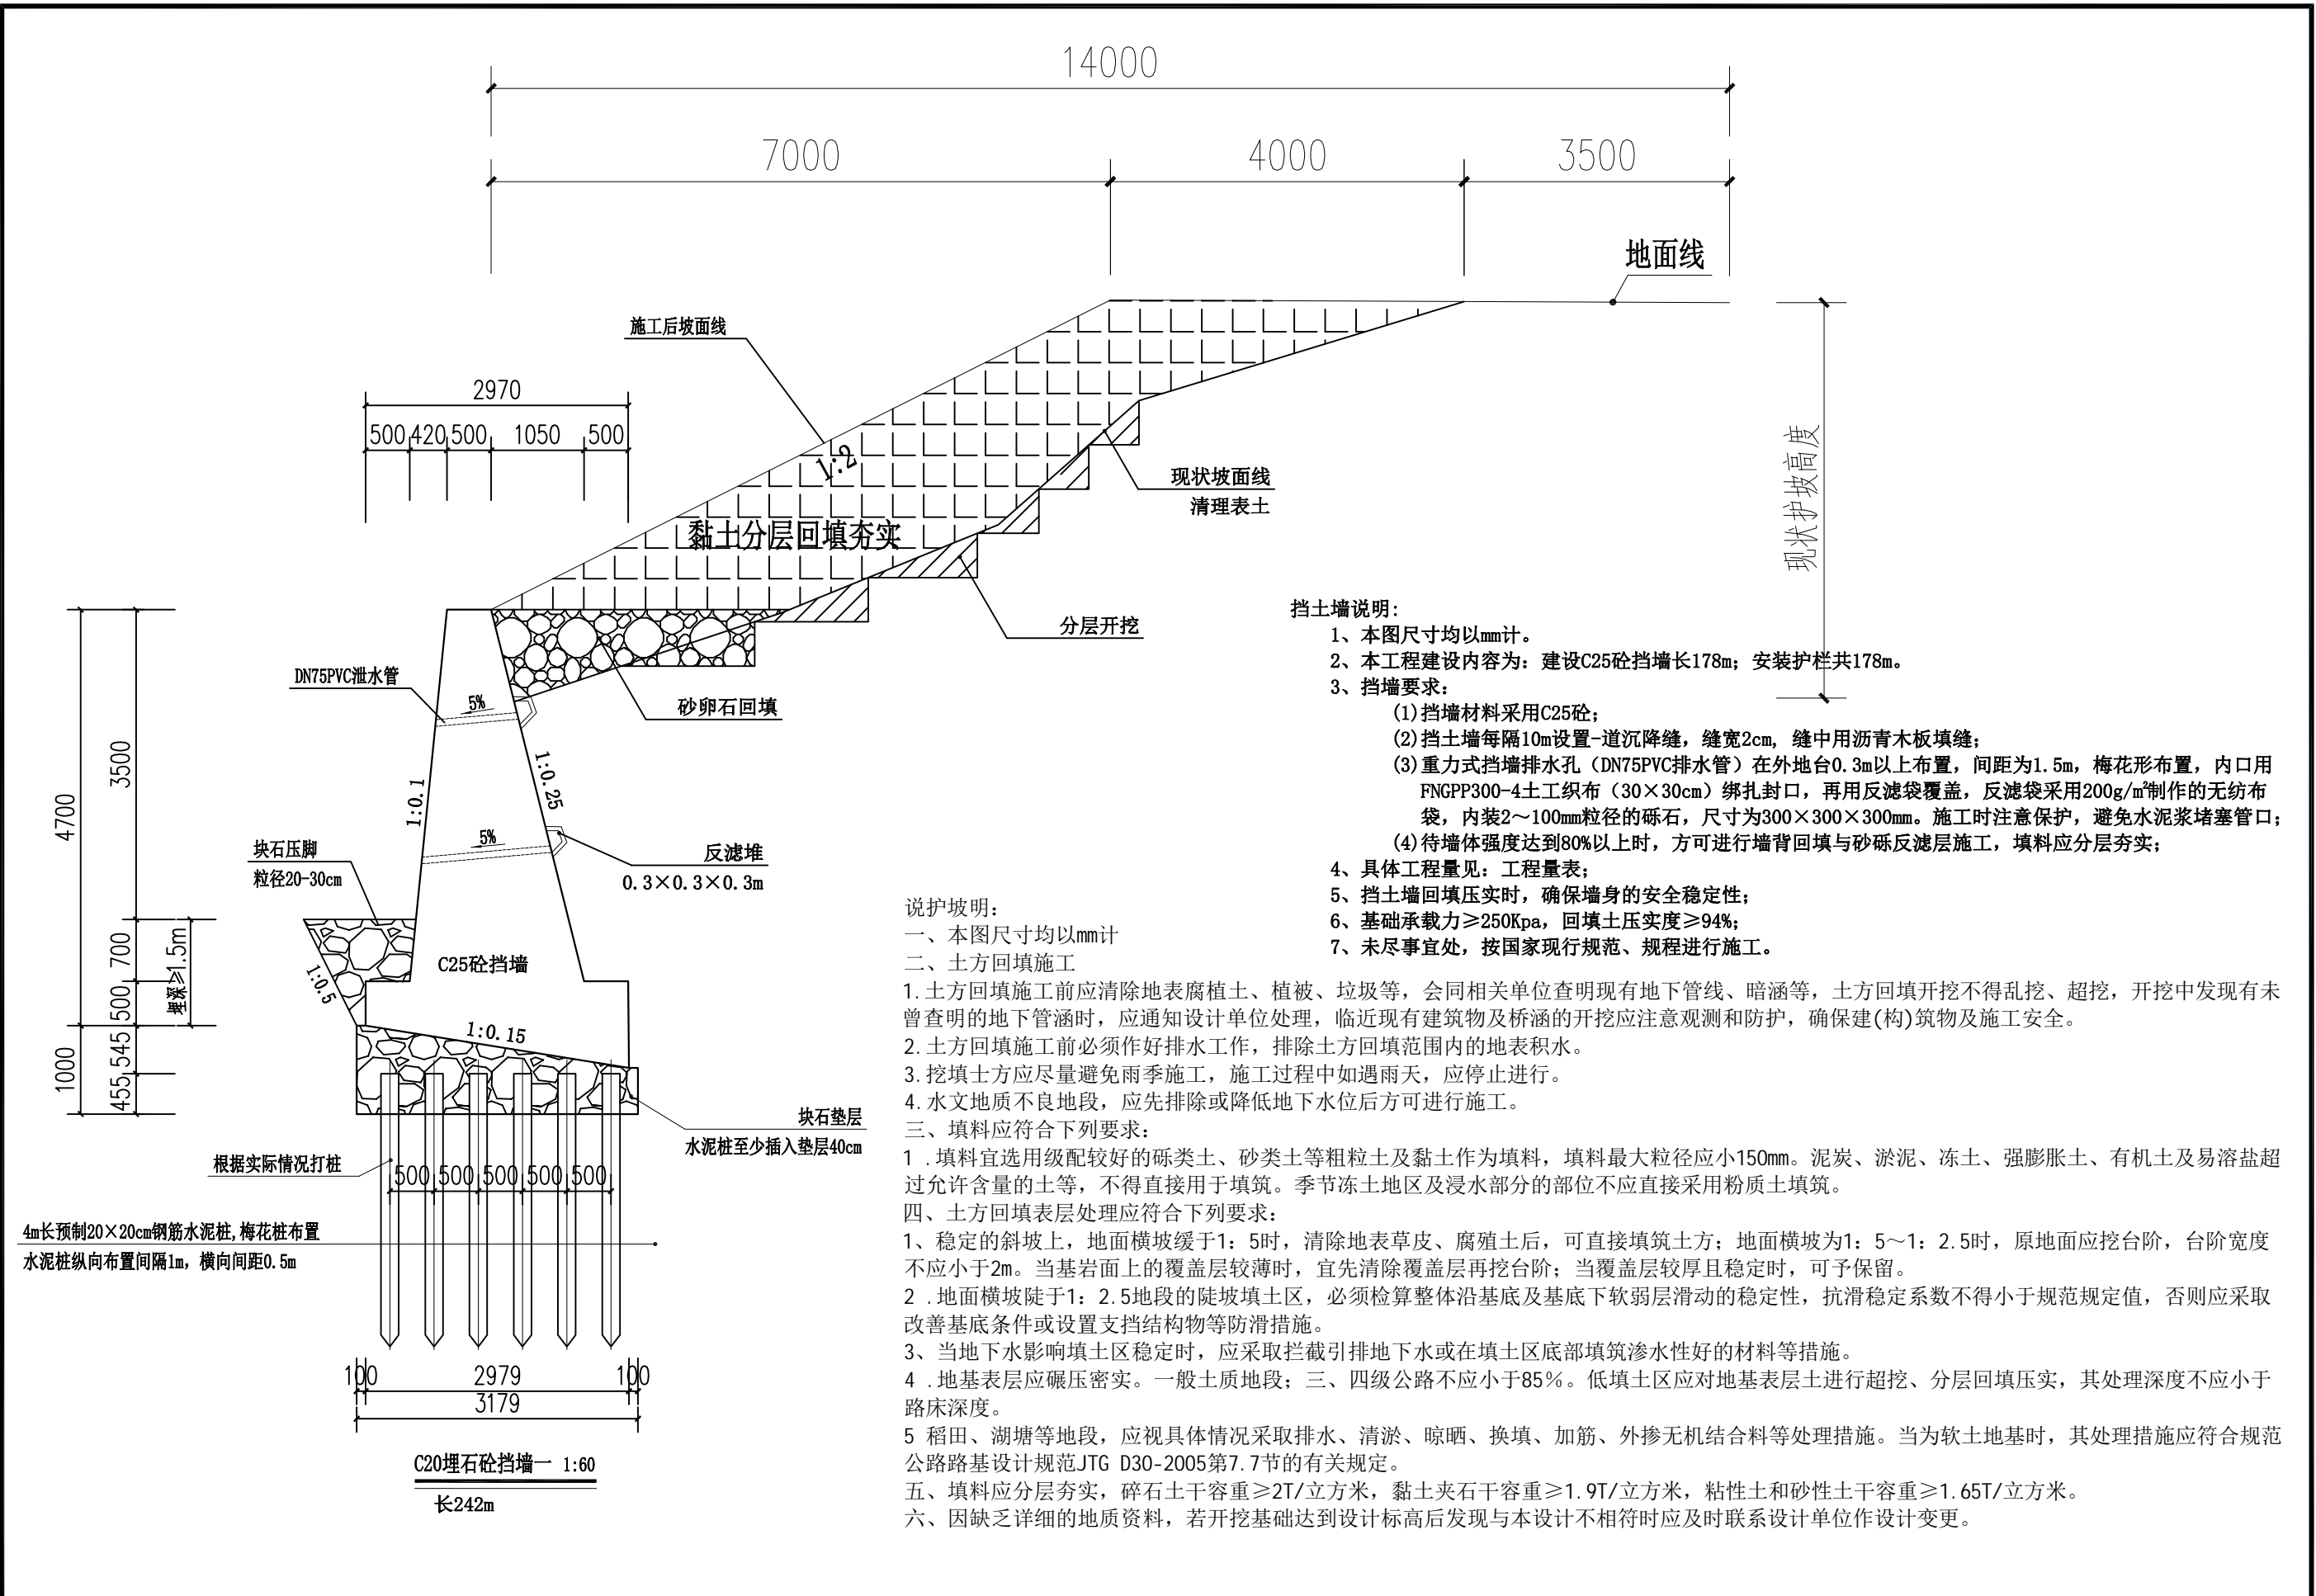 14000
7000
4000
3500
地面线
施工后坡面线
2970
500
420
500
1050
500
1:2
现状坡面线
清理表土
现状护坡高度
黏土分层回填夯实
分层开挖
DN75PVC泄水管
5%
砂卵石回填
3500
4700
1:0.1
1:0.25
5%
块石压脚
粒径20-30cm
反滤堆
0.3×0.3×0.3m
700
埋深≥1.5m
500
1:0.5
C25砼挡墙
1:0.15
545
1000
455
块石垫层
水泥桩至少插入垫层40cm
根据实际情况打桩
500
500
500
500
500
4m长预制20×20cm钢筋水泥桩,梅花桩布置
水泥桩纵向布置间隔1m，横向间距0.5m
100
2979
100
3179
C20埋石砼挡墙一 1:60
长242m
挡土墙说明:
1、本图尺寸均以mm计。
2、本工程建设内容为：建设C25砼挡墙长178m；安装护栏共178m。
3、挡墙要求:
(1)挡墙材料采用C25砼；
(2)挡土墙每隔10m设置-道沉降缝，缝宽2cm, 缝中用沥青木板填缝；
(3)重力式挡墙排水孔（DN75PVC排水管）在外地台0.3m以上布置，间距为1.5m，梅花形布置，内口用
FNGPP300-4土工织布（30×30cm）绑扎封口，再用反滤袋覆盖，反滤袋采用200g/㎡制作的无纺布
袋，内装2～100mm粒径的砾石，尺寸为300×300×300mm。施工时注意保护，避免水泥浆堵塞管口；
(4)待墙体强度达到80%以上时，方可进行墙背回填与砂砾反滤层施工，填料应分层夯实；
4、具体工程量见：工程量表；
5、挡土墙回填压实时，确保墙身的安全稳定性；
6、基础承载力≥250Kpa，回填土压实度≥94%；
7、未尽事宜处，按国家现行规范、规程进行施工。
说护坡明:
一、本图尺寸均以mm计
二、土方回填施工
1.土方回填施工前应清除地表腐植土、植被、垃圾等，会同相关单位查明现有地下管线、暗涵等，土方回填开挖不得乱挖、超挖，开挖中发现有未
曾查明的地下管涵时，应通知设计单位处理，临近现有建筑物及桥涵的开挖应注意观测和防护，确保建(构)筑物及施工安全。
2.土方回填施工前必须作好排水工作，排除土方回填范围内的地表积水。
3.挖填士方应尽量避免雨季施工，施工过程中如遇雨天，应停止进行。
4.水文地质不良地段，应先排除或降低地下水位后方可进行施工。
三、填料应符合下列要求:
1 .填料宜选用级配较好的砾类土、砂类土等粗粒土及黏土作为填料，填料最大粒径应小150mm。泥炭、淤泥、冻土、强膨胀土、有机土及易溶盐超
过允许含量的土等，不得直接用于填筑。季节冻土地区及浸水部分的部位不应直接采用粉质土填筑。
四、土方回填表层处理应符合下列要求:
1、稳定的斜坡上，地面横坡缓于1：5时，清除地表草皮、腐殖土后，可直接填筑土方；地面横坡为1：5～1：2.5时，原地面应挖台阶，台阶宽度
不应小于2m。当基岩面上的覆盖层较薄时，宜先清除覆盖层再挖台阶；当覆盖层较厚且稳定时，可予保留。
2 .地面横坡陡于1：2.5地段的陡坡填土区，必须检算整体沿基底及基底下软弱层滑动的稳定性，抗滑稳定系数不得小于规范规定值，否则应采取
改善基底条件或设置支挡结构物等防滑措施。
3、当地下水影响填土区稳定时，应采取拦截引排地下水或在填土区底部填筑渗水性好的材料等措施。
4 .地基表层应碾压密实。一般土质地段；三、四级公路不应小于85%。低填土区应对地基表层土进行超挖、分层回填压实，其处理深度不应小于
路床深度。
5 稻田、湖塘等地段，应视具体情况采取排水、清淤、晾晒、换填、加筋、外掺无机结合料等处理措施。当为软土地基时，其处理措施应符合规范
公路路基设计规范JTG D30-2005第7.7节的有关规定。
五、填料应分层夯实，碎石土干容重≥2T/立方米，黏土夹石干容重≥1.9T/立方米，粘性土和砂性土干容重≥1.65T/立方米。
六、因缺乏详细的地质资料，若开挖基础达到设计标高后发现与本设计不相符时应及时联系设计单位作设计变更。